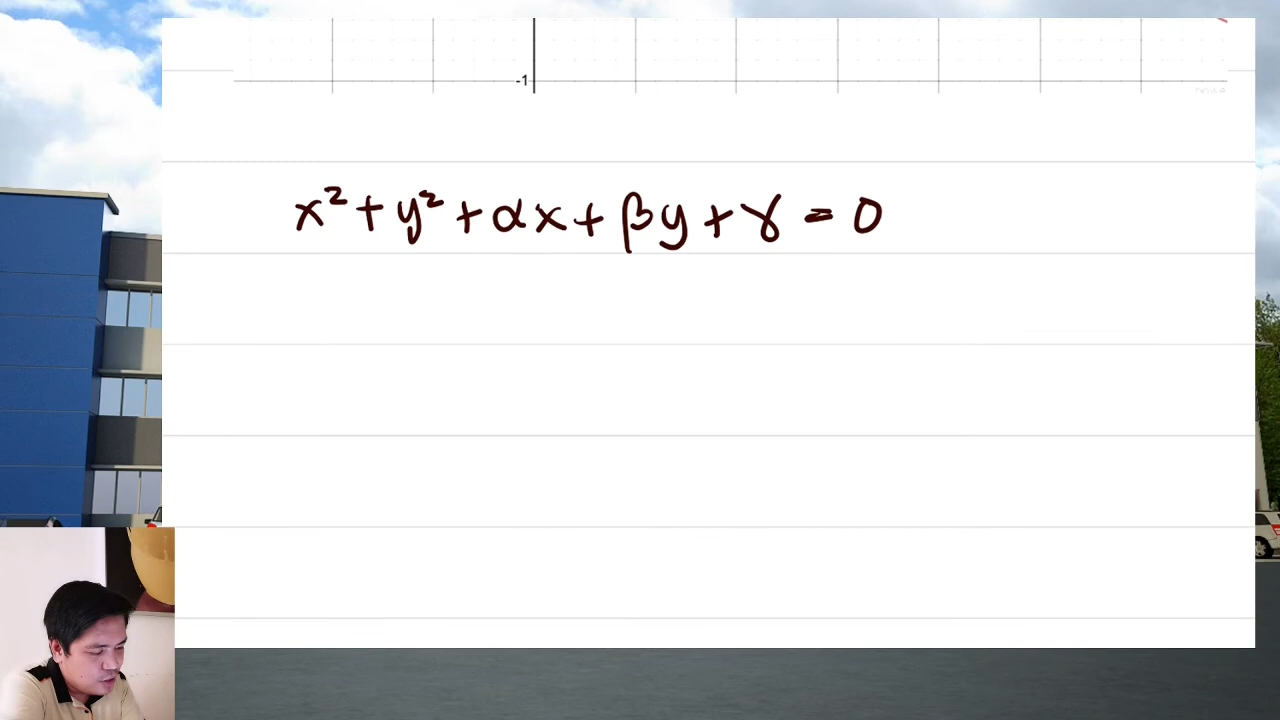 -1
x² + y² + αx + βy + γ = 0